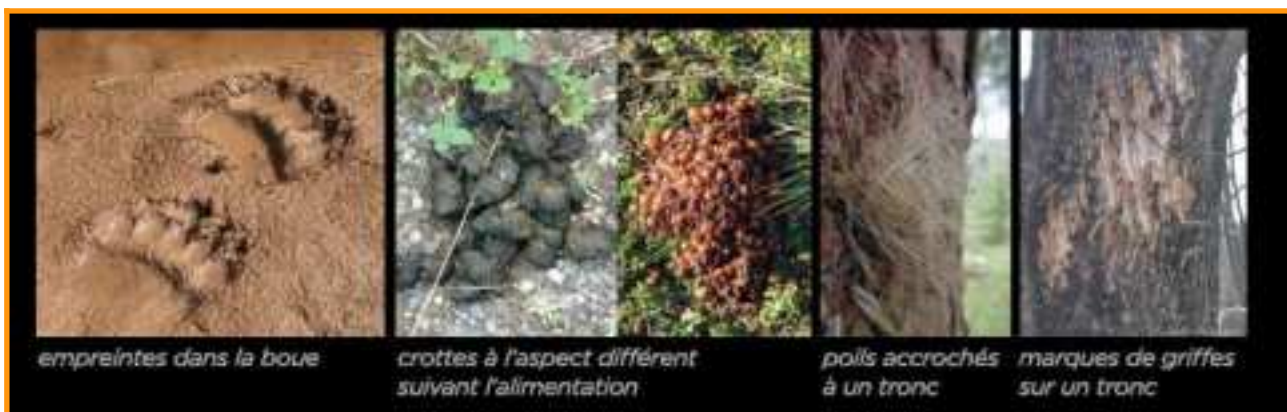 empreintes dans la boue
crottes à l'aspect différent
suivant l'alimentation
poils accrochés
à un tronc
marques de griffes
sur un tronc